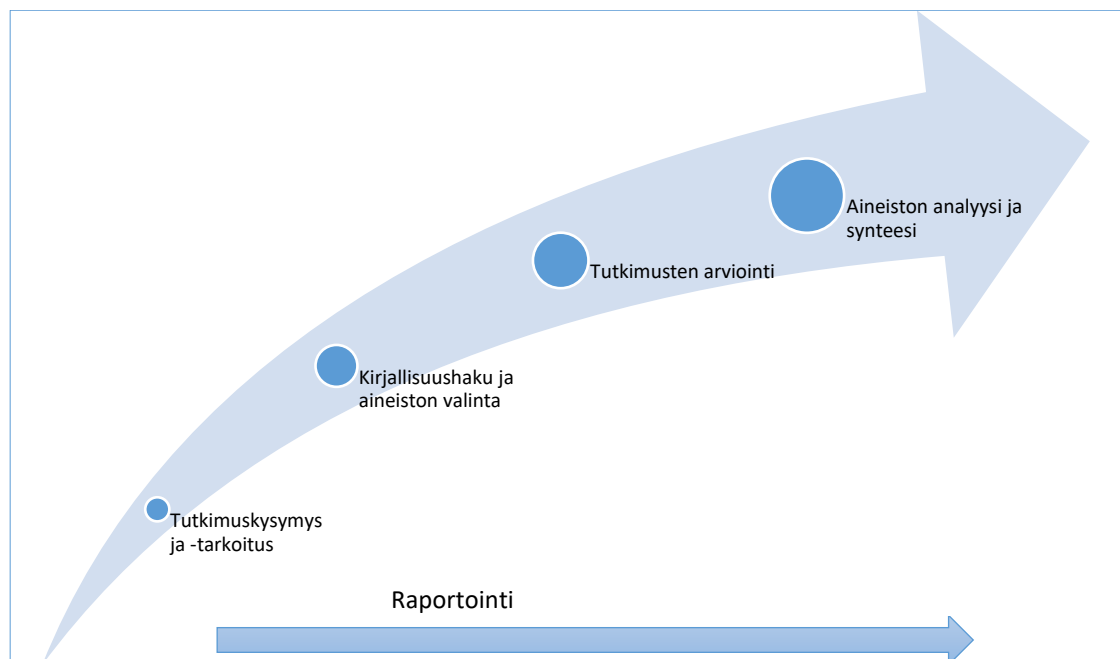 Aineiston analyysi ja
synteesi
Tutkimusten arviointi
Kirjallisuushaku ja
aineiston valinta
Tutkimuskysymys
ja -tarkoitus
Raportointi